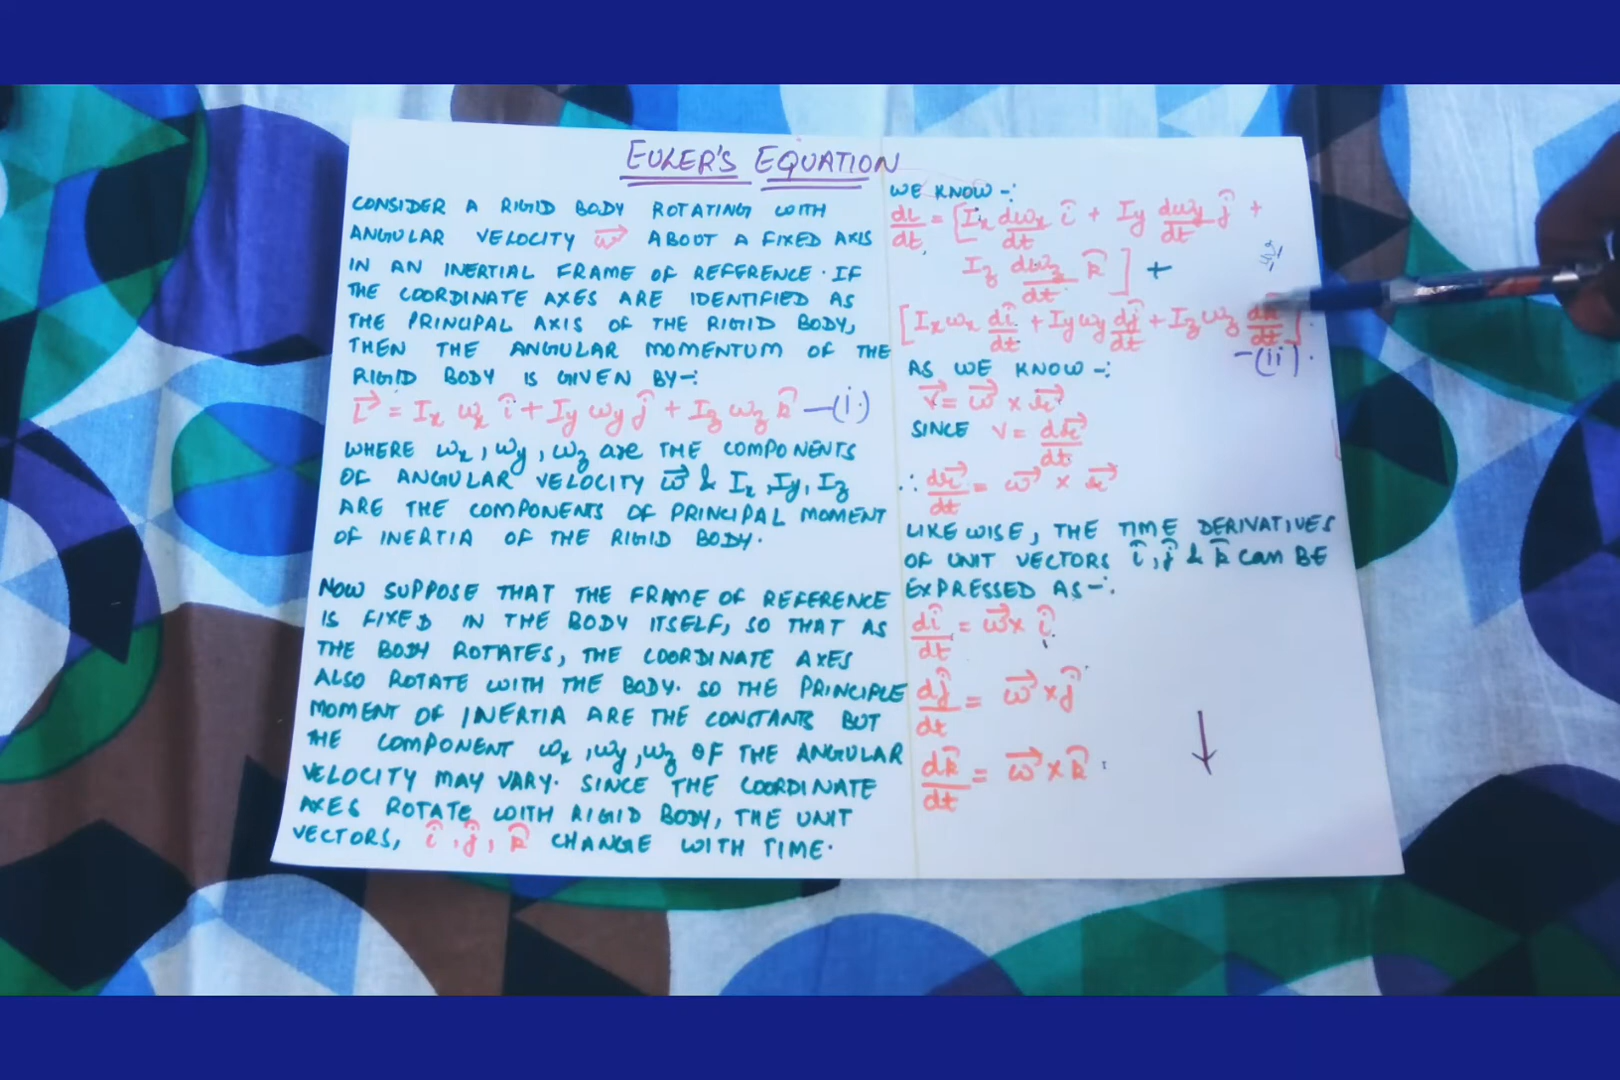 EULER'S EQUATION
CONSIDER A RIGID BODY ROTATING WITH
ANGULAR VELOCITY ω⃗ ABOUT A FIXED AXIS
IN AN INERTIAL FRAME OF REFERENCE. IF
THE COORDINATE AXES ARE IDENTIFIED AS
THE PRINCIPAL AXIS OF THE RIGID BODY,
THEN THE ANGULAR MOMENTUM OF THE
RIGID BODY IS GIVEN BY -:
L⃗ = Ix ωx î + Iy ωy ĵ + Iz ωz k̂ —(i)
WHERE ωx, ωy, ωz are THE COMPONENTS
OF ANGULAR VELOCITY ω⃗ & Ix, Iy, Iz
ARE THE COMPONENTS OF PRINCIPAL MOMENT
OF INERTIA OF THE RIGID BODY.
NOW SUPPOSE THAT THE FRAME OF REFERENCE
IS FIXED IN THE BODY ITSELF, SO THAT AS
THE BODY ROTATES, THE COORDINATE AXES
ALSO ROTATE WITH THE BODY. SO THE PRINCIPLE
MOMENT OF INERTIA ARE THE CONSTANTS BUT
THE COMPONENT ωx, ωy, ωz OF THE ANGULAR
VELOCITY MAY VARY. SINCE THE COORDINATE
AXES ROTATE WITH RIGID BODY, THE UNIT
VECTORS, î, ĵ, k̂ CHANGE WITH TIME.
WE KNOW -:
dL/dt = [Ix dωx/dt î + Iy dωy/dt ĵ +
Iz dωz/dt k̂] +
[Ix ωx dî/dt + Iy ωy dĵ/dt + Iz ωz dk̂/dt]
-(ii).
AS WE KNOW -:
v⃗ = ω⃗ × r⃗
SINCE v = dr⃗/dt
∴ dr⃗/dt = ω⃗ × r⃗
LIKEWISE, THE TIME DERIVATIVES
OF UNIT VECTORS î, ĵ & k̂ can BE
EXPRESSED AS -:
dî/dt = ω⃗ × î
dĵ/dt = ω⃗ × ĵ
dk̂/dt = ω⃗ × k̂